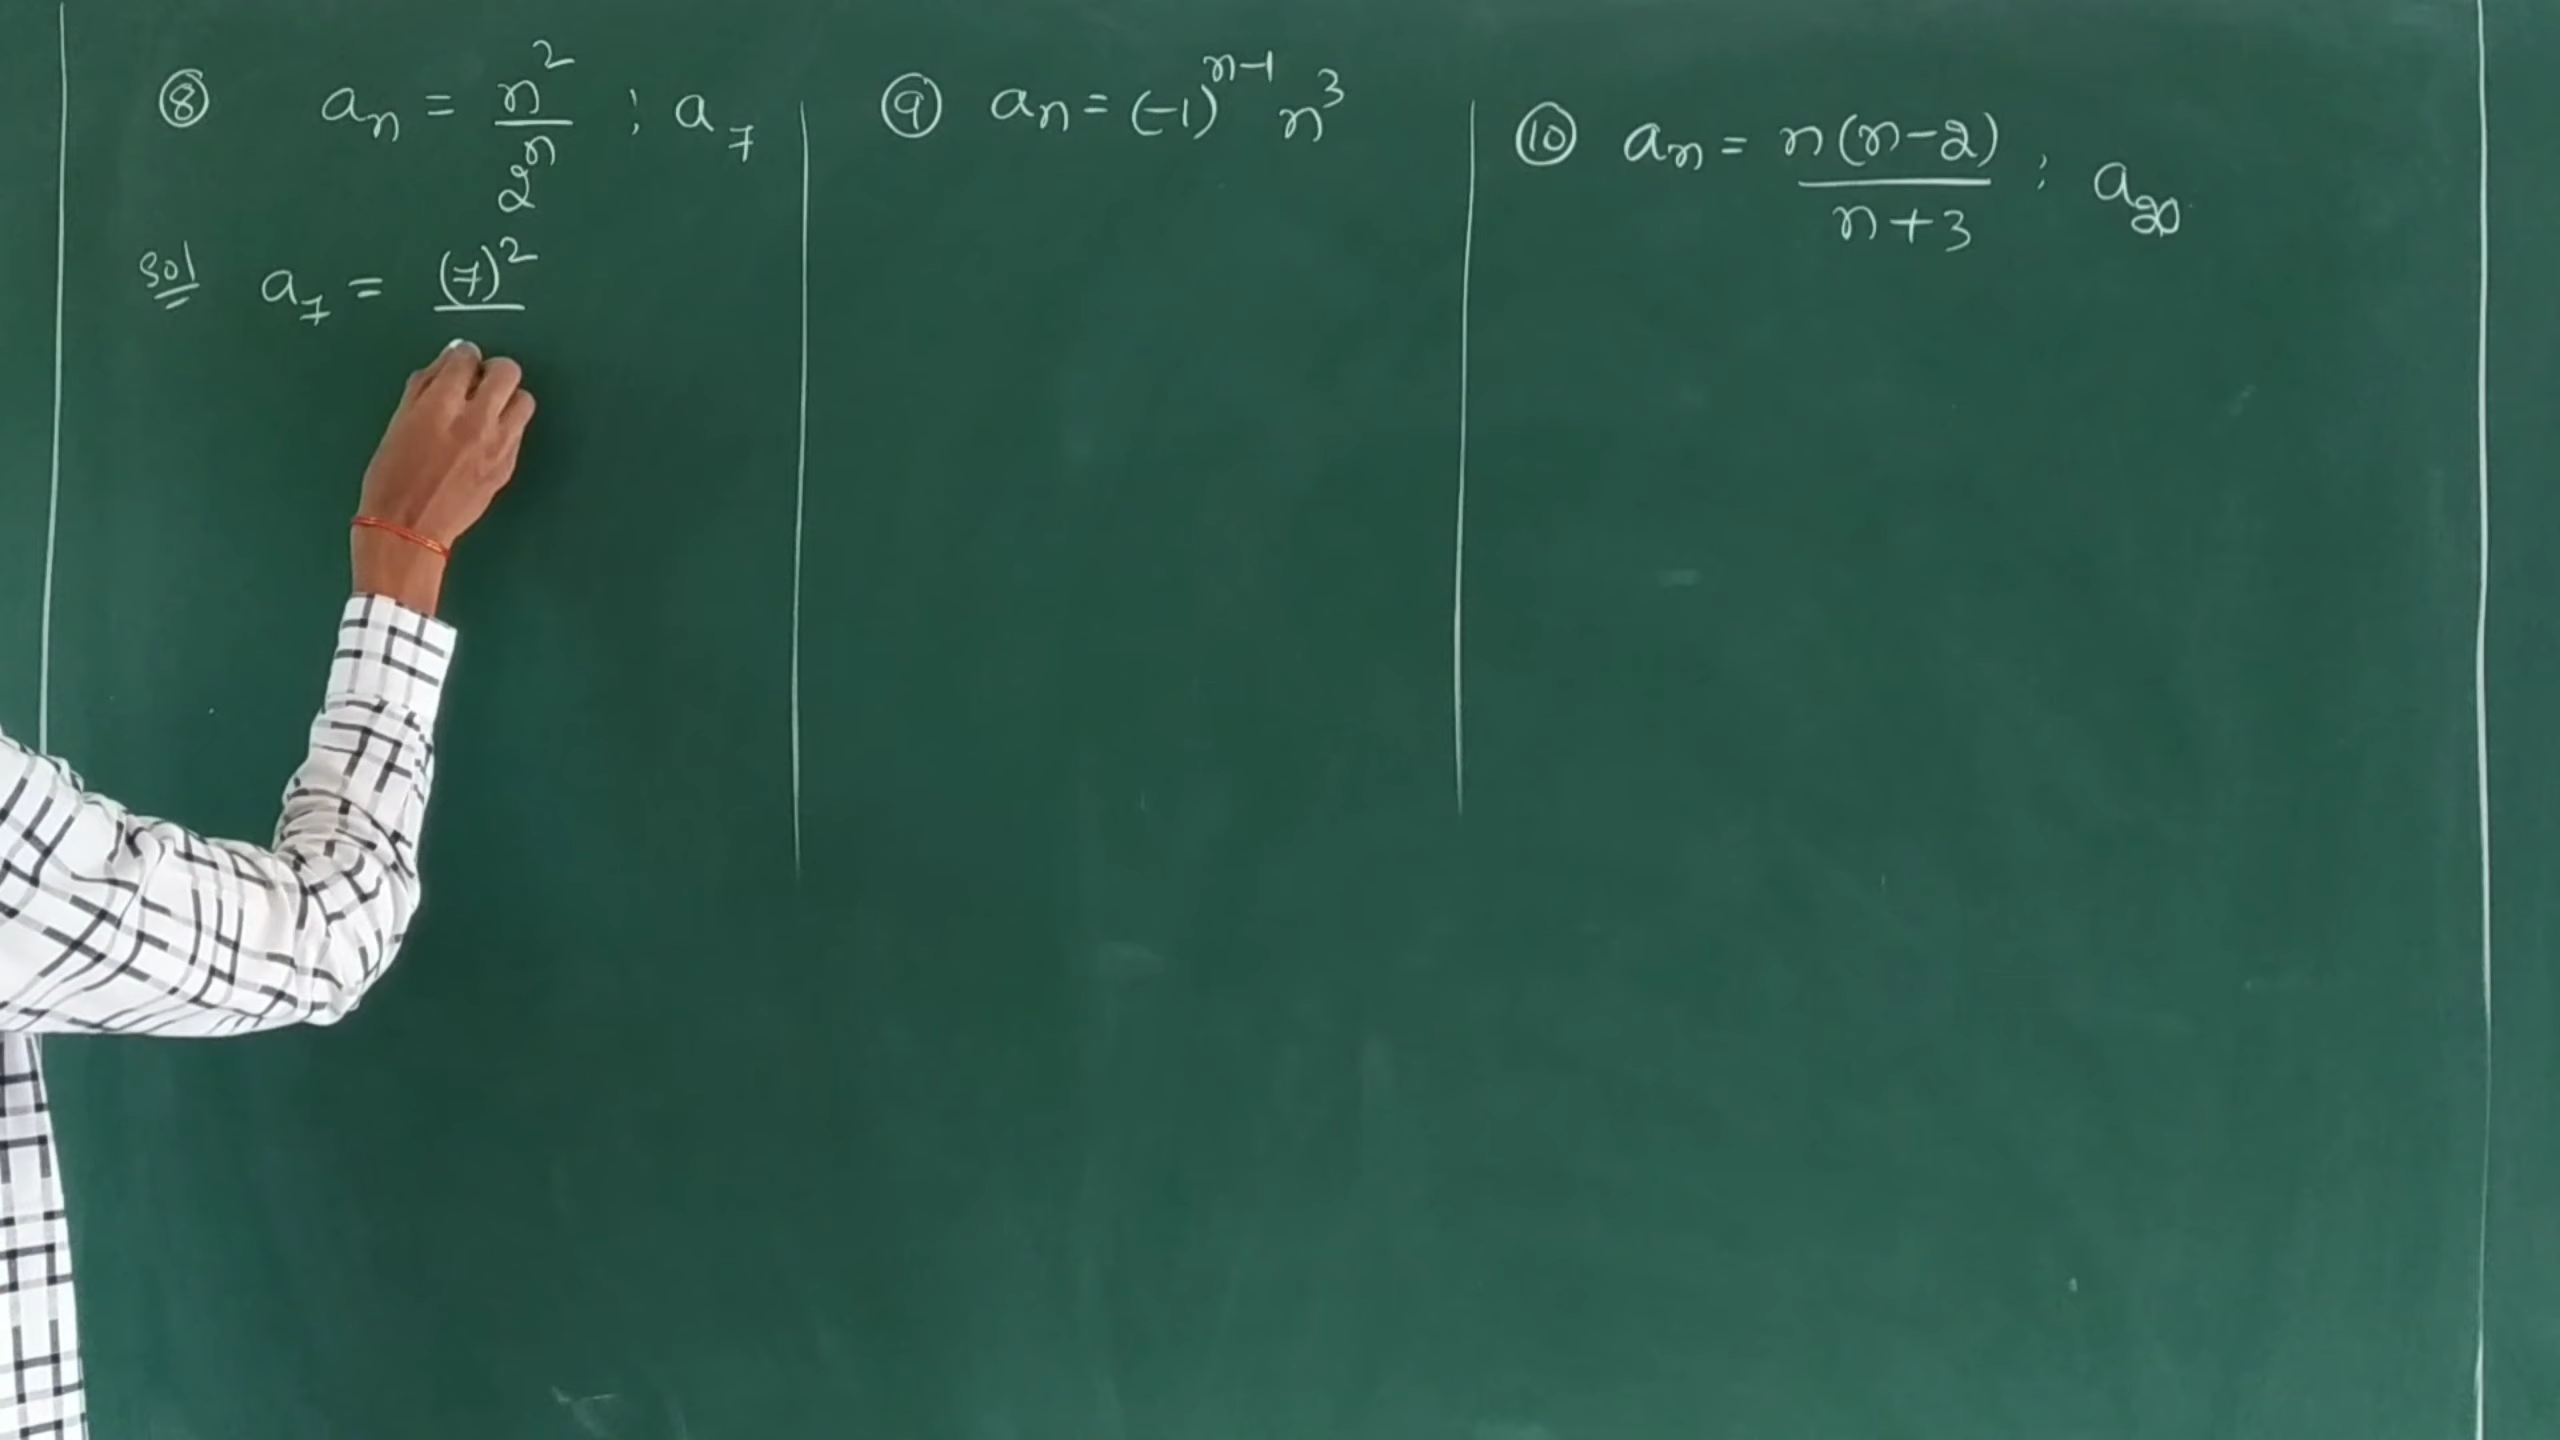 ⑧ aₙ = n²/2ⁿ ; a₇
Sol a₇ = (7)²
⑨ aₙ = (-1)ⁿ⁻¹ n³
⑩ aₙ = n(n-2)/n+3 ; a₂₀